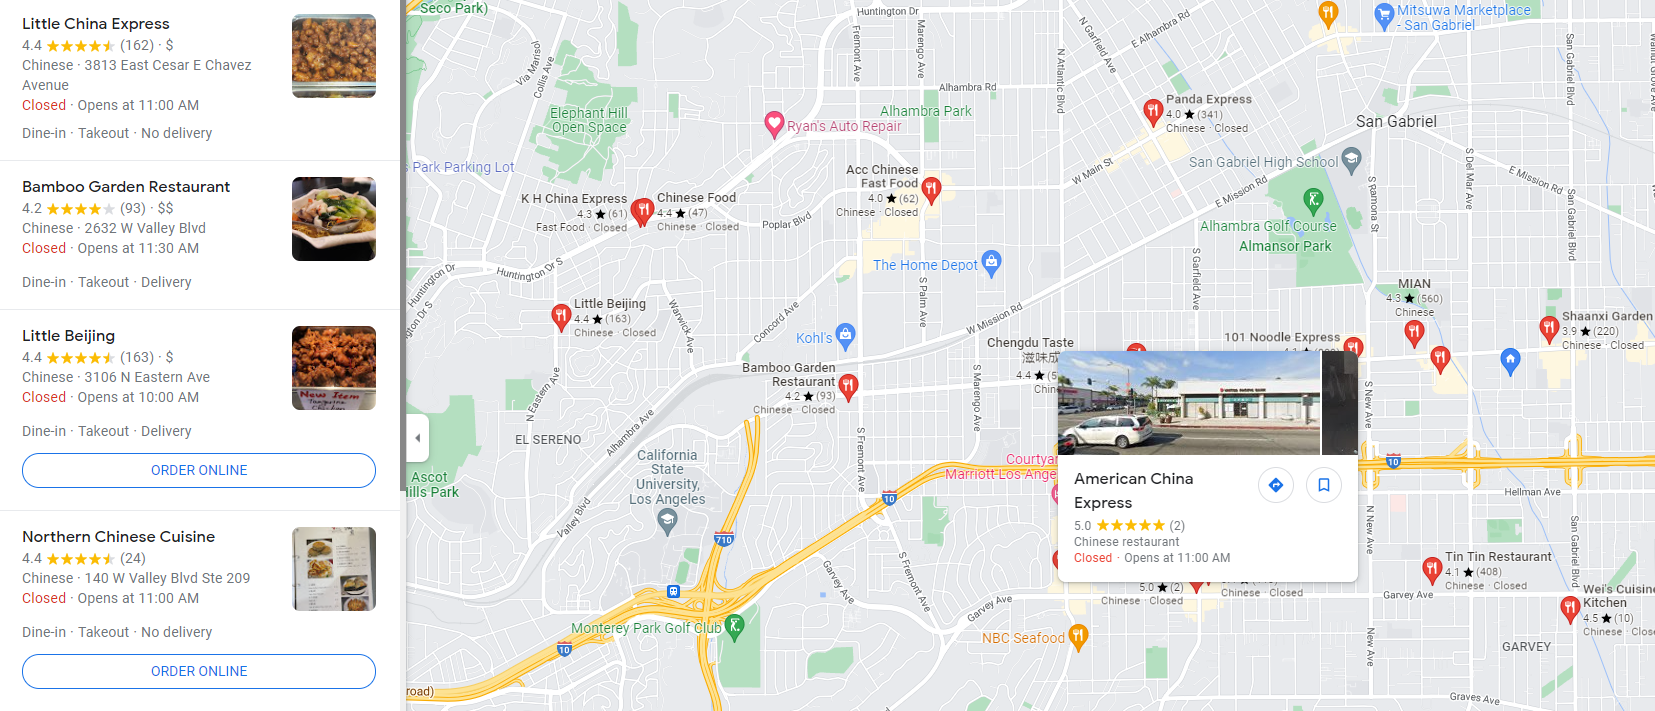 Little China Express
4.4 ★★★★★ (162) · $
Chinese · 3813 East Cesar E Chavez
Avenue
Closed · Opens at 11:00 AM
Dine-in · Takeout · No delivery
Bamboo Garden Restaurant
4.2 ★★★★★ (93) · $$
Chinese · 2632 W Valley Blvd
Closed · Opens at 11:30 AM
Dine-in · Takeout · Delivery
Little Beijing
4.4 ★★★★★ (163) · $
Chinese · 3106 N Eastern Ave
Closed · Opens at 10:00 AM
Dine-in · Takeout · Delivery
New Item
ORDER ONLINE
Northern Chinese Cuisine
4.4 ★★★★★ (24)
Chinese · 140 W Valley Blvd Ste 209
Closed · Opens at 11:00 AM
Dine-in · Takeout · No delivery
ORDER ONLINE
Seco Park)
Huntington Dr
Mitsuwa Marketplace
- San Gabriel
Via Marisol
Collis Ave
Fremont Ave
Marengo Ave
N Atlantic Blvd
N Garfield Ave
E Alhambra Rd
San Gabriel Blvd
Alhambra Rd
Elephant Hill
Open Space
Alhambra Park
Ryan's Auto Repair
Panda Express
4.0 ★ (341)
Chinese · Closed
San Gabriel
s Park Parking Lot
San Gabriel High School
W Main St
E Mission Rd
S Del Mar Ave
E Mission Rd
S Ramona St
San Gabriel Blvd
Acc Chinese
Fast Food
4.0 ★ (62)
Chinese · Closed
K H China Express
4.3 ★ (61)
Fast Food · Closed
Chinese Food
4.4 ★ (47)
Chinese · Closed
Poplar Blvd
Alhambra Golf Course
Almansor Park
The Home Depot
Huntington Dr
Huntington Dr S
S Palm Ave
S Garfield Ave
MIAN
4.3 ★ (560)
Chinese
Little Beijing
4.4 ★ (163)
Chinese · Closed
Warwick Ave
Concord Ave
W Mission Rd
Kohl's
Chengdu Taste
滋味成
4.4 ★ (5
Chin
101 Noodle Express
Shaanxi Garden
3.9 ★ (220)
Chinese · Closed
Bamboo Garden
Restaurant
4.2 ★ (93)
Chinese · Closed
N Eastern Ave
S Marengo Ave
S New Ave
EL SERENO
Alhambra Ave
S Fremont Ave
California
State
University,
Los Angeles
Courtyar
Marriott Los Ange
Ascot
Hills Park
10
10
Hellman Ave
Valley Blvd
710
American China
Express
5.0 ★★★★★ (2)
Chinese restaurant
Closed · Opens at 11:00 AM
N New Ave
San Gabriel Blvd
S Fremont Ave
Garvey Ave
Garvey Ave
Garvey Ave
5.0 ★ (2)
Chinese · Closed
Chinese · Closed
Tin Tin Restaurant
4.1 ★ (408)
Chinese · Closed
Wei's Cuisine
Kitchen
4.5 ★ (10)
Chinese · Close
Monterey Park Golf Club
10
NBC Seafood
New Ave
GARVEY
road)
Graves Ave